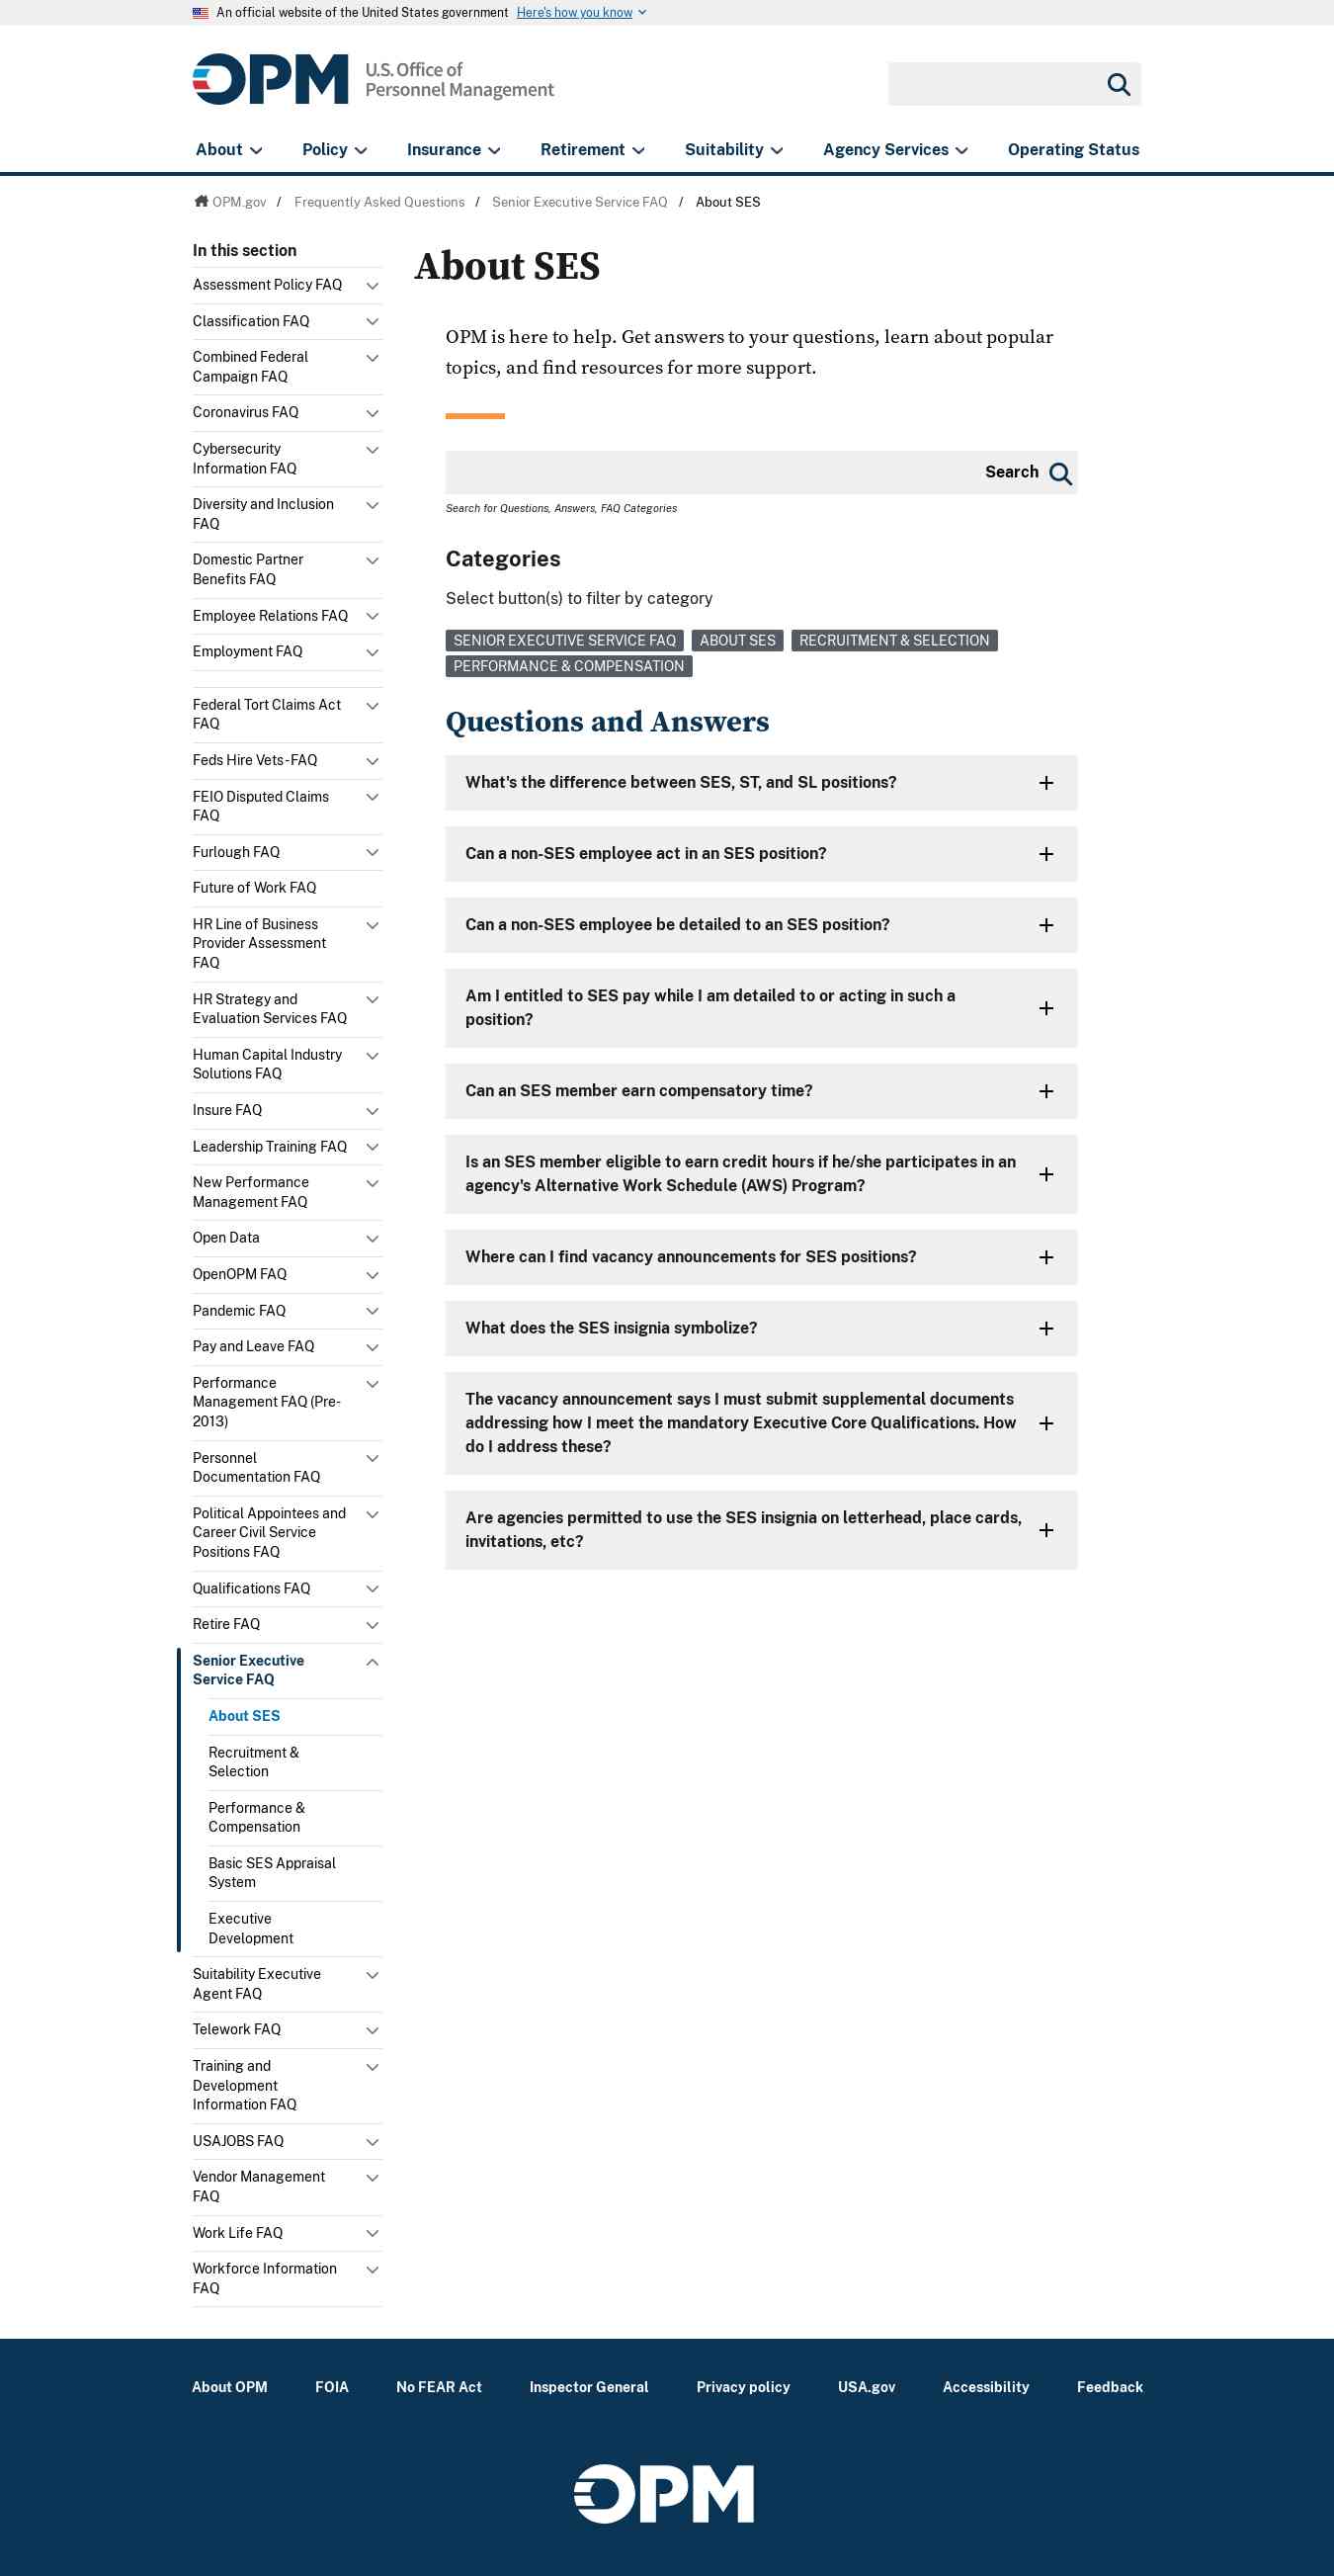 An official website of the United States government Here's how you know
OPM U.S. Office of
Personnel Management
About Policy Insurance Retirement Suitability Agency Services Operating Status
OPM.gov / Frequently Asked Questions / Senior Executive Service FAQ / About SES
In this section
Assessment Policy FAQ
Classification FAQ
Combined Federal
Campaign FAQ
Coronavirus FAQ
Cybersecurity
Information FAQ
Diversity and Inclusion
FAQ
Domestic Partner
Benefits FAQ
Employee Relations FAQ
Employment FAQ
Federal Tort Claims Act
FAQ
Feds Hire Vets - FAQ
FEIO Disputed Claims
FAQ
Furlough FAQ
Future of Work FAQ
HR Line of Business
Provider Assessment
FAQ
HR Strategy and
Evaluation Services FAQ
Human Capital Industry
Solutions FAQ
Insure FAQ
Leadership Training FAQ
New Performance
Management FAQ
Open Data
OpenOPM FAQ
Pandemic FAQ
Pay and Leave FAQ
Performance
Management FAQ (Pre-
2013)
Personnel
Documentation FAQ
Political Appointees and
Career Civil Service
Positions FAQ
Qualifications FAQ
Retire FAQ
Senior Executive
Service FAQ
About SES
Recruitment &
Selection
Performance &
Compensation
Basic SES Appraisal
System
Executive
Development
Suitability Executive
Agent FAQ
Telework FAQ
Training and
Development
Information FAQ
USAJOBS FAQ
Vendor Management
FAQ
Work Life FAQ
Workforce Information
FAQ
About SES
OPM is here to help. Get answers to your questions, learn about popular
topics, and find resources for more support.
Search
Search for Questions, Answers, FAQ Categories
Categories
Select button(s) to filter by category
SENIOR EXECUTIVE SERVICE FAQ ABOUT SES RECRUITMENT & SELECTION
PERFORMANCE & COMPENSATION
Questions and Answers
What's the difference between SES, ST, and SL positions?
Can a non-SES employee act in an SES position?
Can a non-SES employee be detailed to an SES position?
Am I entitled to SES pay while I am detailed to or acting in such a
position?
Can an SES member earn compensatory time?
Is an SES member eligible to earn credit hours if he/she participates in an
agency's Alternative Work Schedule (AWS) Program?
Where can I find vacancy announcements for SES positions?
What does the SES insignia symbolize?
The vacancy announcement says I must submit supplemental documents
addressing how I meet the mandatory Executive Core Qualifications. How
do I address these?
Are agencies permitted to use the SES insignia on letterhead, place cards,
invitations, etc?
About OPM FOIA No FEAR Act Inspector General Privacy policy USA.gov Accessibility Feedback
OPM